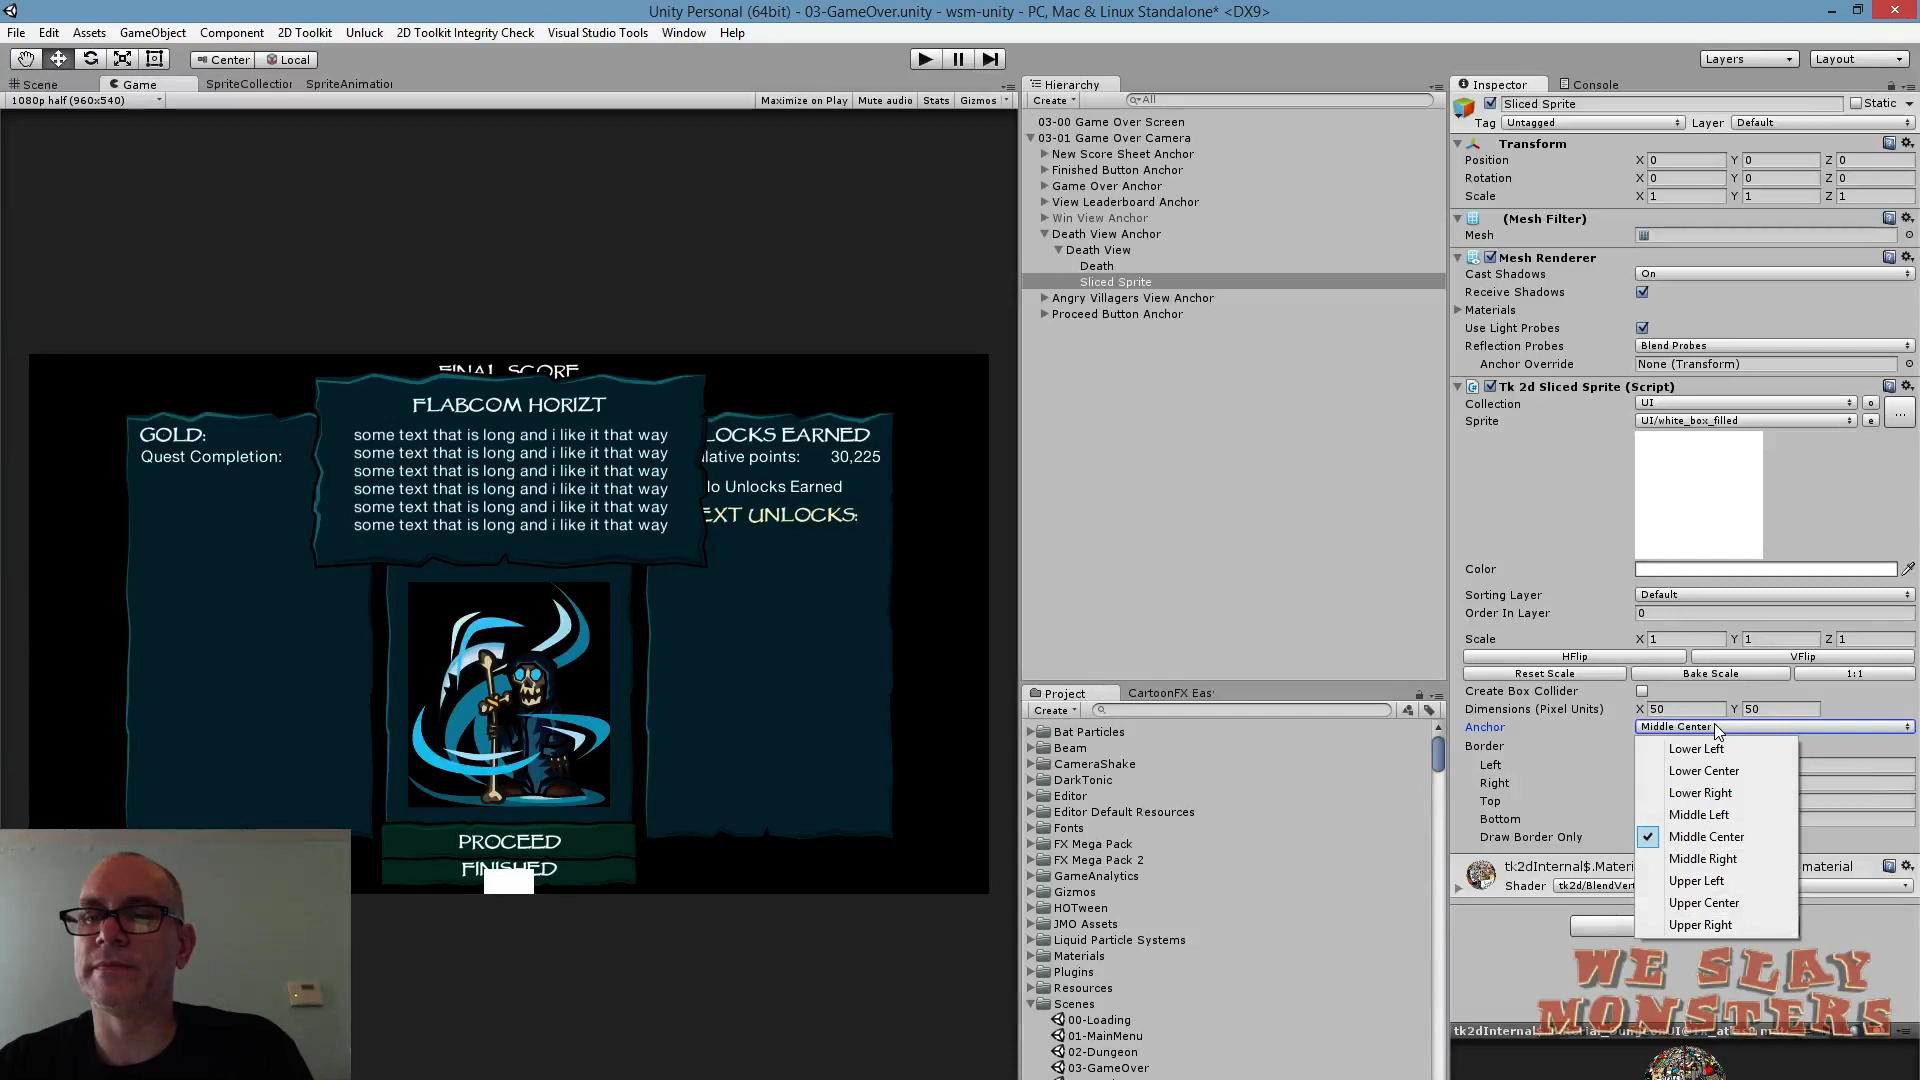 Unity Personal (64bit) - 03-GameOver.unity - wsm-unity - PC, Mac & Linux Standalone* <DX9>
File Edit Assets GameObject Component 2D Toolkit Unluck 2D Toolkit Integrity Check Visual Studio Tools Window Help
Center Local Layers Layout
Scene Game SpriteCollection SpriteAnimation
1080p half (960x540) Maximize on Play Mute audio Stats Gizmos
FINAL SCORE
FLABCOM HORIZT
some text that is long and i like it that way
some text that is long and i like it that way
some text that is long and i like it that way
some text that is long and i like it that way
some text that is long and i like it that way
some text that is long and i like it that way
GOLD:
Quest Completion:
LOCKS EARNED
lative points: 30,225
lo Unlocks Earned
EXT UNLOCKS:
PROCEED
FINISHED
Hierarchy
Create All
03-00 Game Over Screen
03-01 Game Over Camera
New Score Sheet Anchor
Finished Button Anchor
Game Over Anchor
View Leaderboard Anchor
Win View Anchor
Death View Anchor
Death View
Death
Sliced Sprite
Angry Villagers View Anchor
Proceed Button Anchor
Project CartoonFX Eas
Create
Bat Particles
Beam
CameraShake
DarkTonic
Editor
Editor Default Resources
Fonts
FX Mega Pack
FX Mega Pack 2
GameAnalytics
Gizmos
HOTween
JMO Assets
Liquid Particle Systems
Materials
Plugins
Resources
Scenes
00-Loading
01-MainMenu
02-Dungeon
03-GameOver
Inspector Console
Sliced Sprite Static
Tag Untagged Layer Default
Transform
Position X 0 Y 0 Z 0
Rotation X 0 Y 0 Z 0
Scale X 1 Y 1 Z 1
(Mesh Filter)
Mesh
Mesh Renderer
Cast Shadows On
Receive Shadows
Materials
Use Light Probes
Reflection Probes Blend Probes
Anchor Override None (Transform)
Tk 2d Sliced Sprite (Script)
Collection UI o ...
Sprite UI/white_box_filled e
Color
Sorting Layer Default
Order In Layer 0
Scale X 1 Y 1 Z 1
HFlip VFlip
Reset Scale Bake Scale 1:1
Create Box Collider
Dimensions (Pixel Units) X 50 Y 50
Anchor Middle Center
Border
Left
Right
Top
Bottom
Draw Border Only
Lower Left
Lower Center
Lower Right
Middle Left
Middle Center
Middle Right
Upper Left
Upper Center
Upper Right
tk2dInternal$.Materi material
Shader tk2d/BlendVert
WE SLAY
MONSTERS